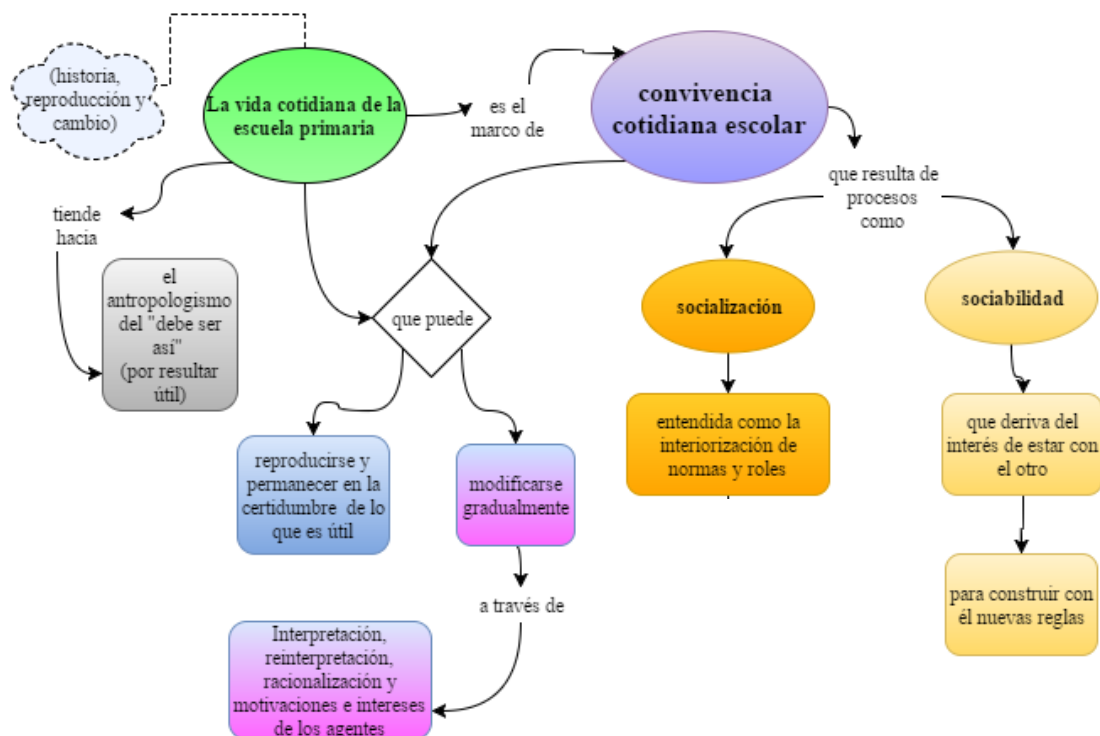 (historia,
reproducción y
cambio)
La vida cotidiana de la
escuela primaria
es el
marco de
convivencia
cotidiana escolar
que resulta de
procesos
como
tiende
hacia
el
antropologismo
del "debe ser
así"
(por resultar
útil)
que puede
socialización
sociabilidad
reproducirse y
permanecer en la
certidumbre de lo
que es útil
modificarse
gradualmente
entendida como la
interiorización de
normas y roles
que deriva del
interés de estar con
el otro
a través de
para construir con
él nuevas reglas
Interpretación,
reinterpretación,
racionalización y
motivaciones e intereses
de los agentes